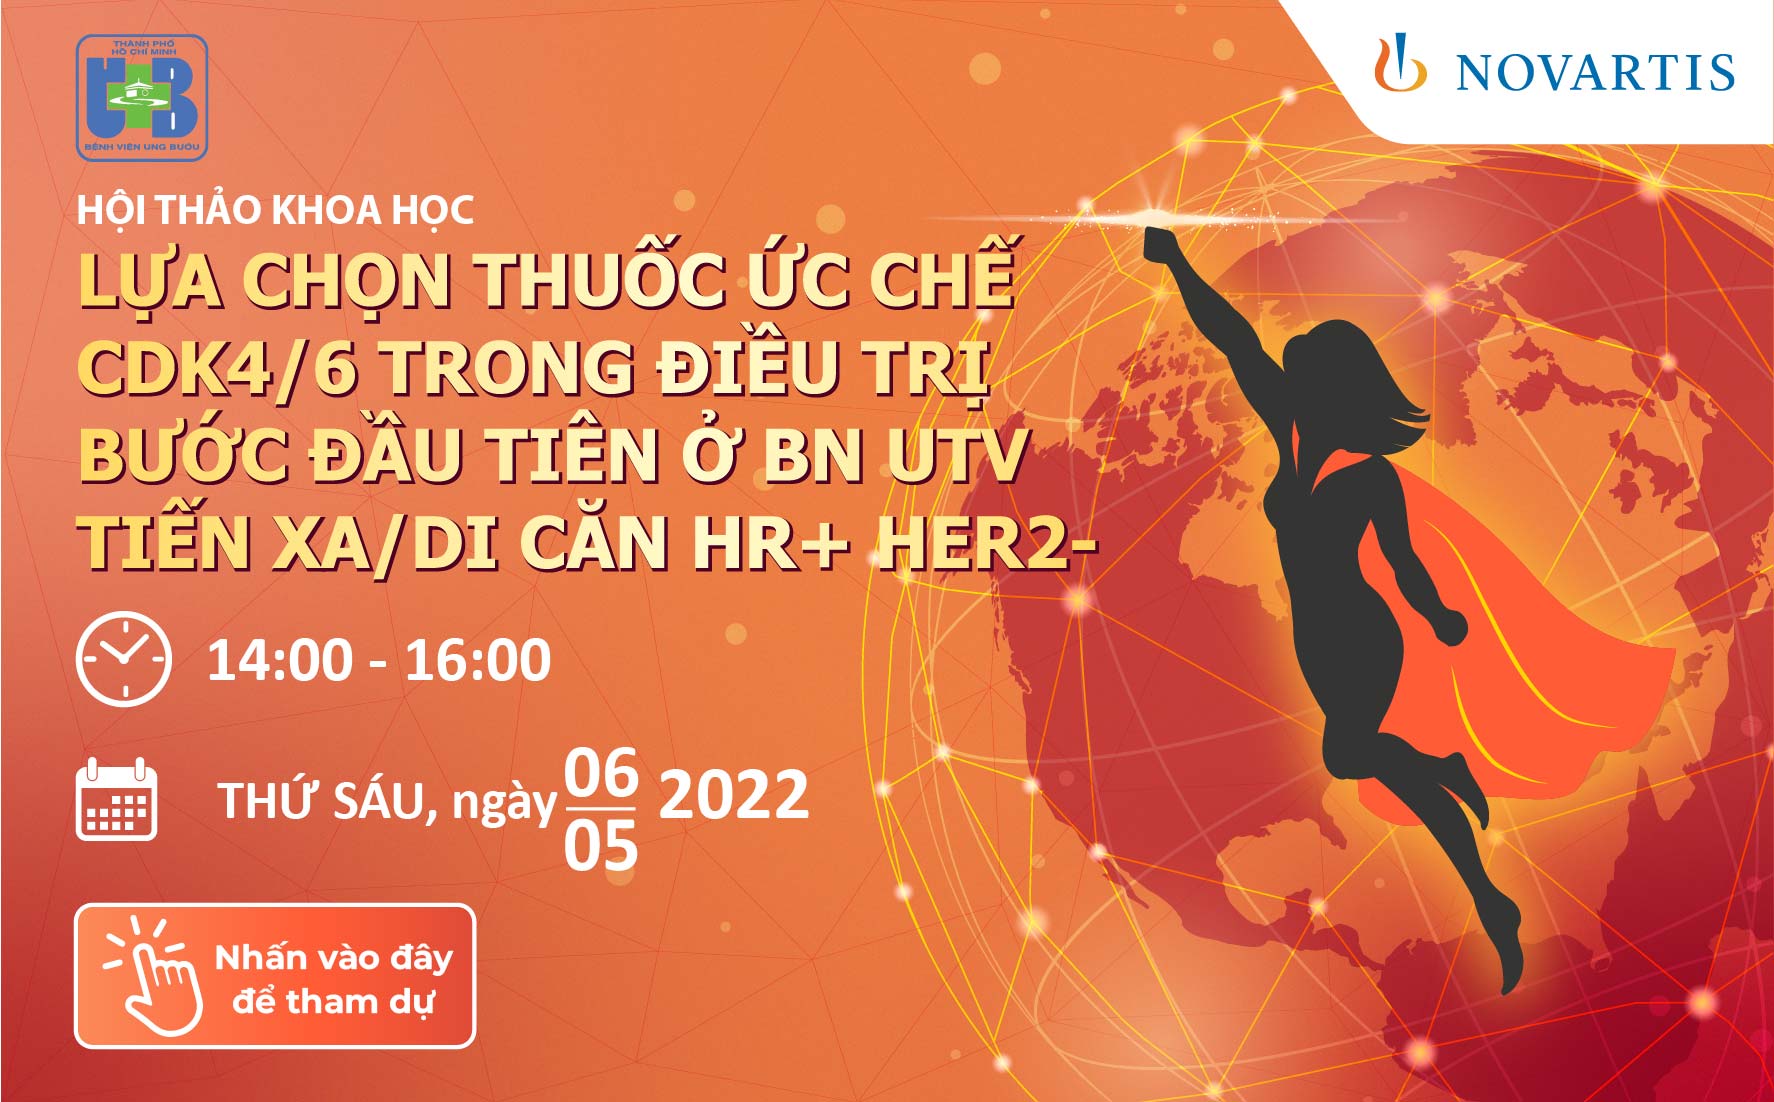 THÀNH PHỐ
HỒ CHÍ MINH
UB
BỆNH VIỆN UNG BƯỚU
NOVARTIS
HỘI THẢO KHOA HỌC
LỰA CHỌN THUỐC ỨC CHẾ
CDK4/6 TRONG ĐIỀU TRỊ
BƯỚC ĐẦU TIÊN Ở BN UTV
TIẾN XA/DI CĂN HR+ HER2-
14:00 - 16:00
THỨ SÁU, ngày 06/05 2022
Nhấn vào đây
để tham dự